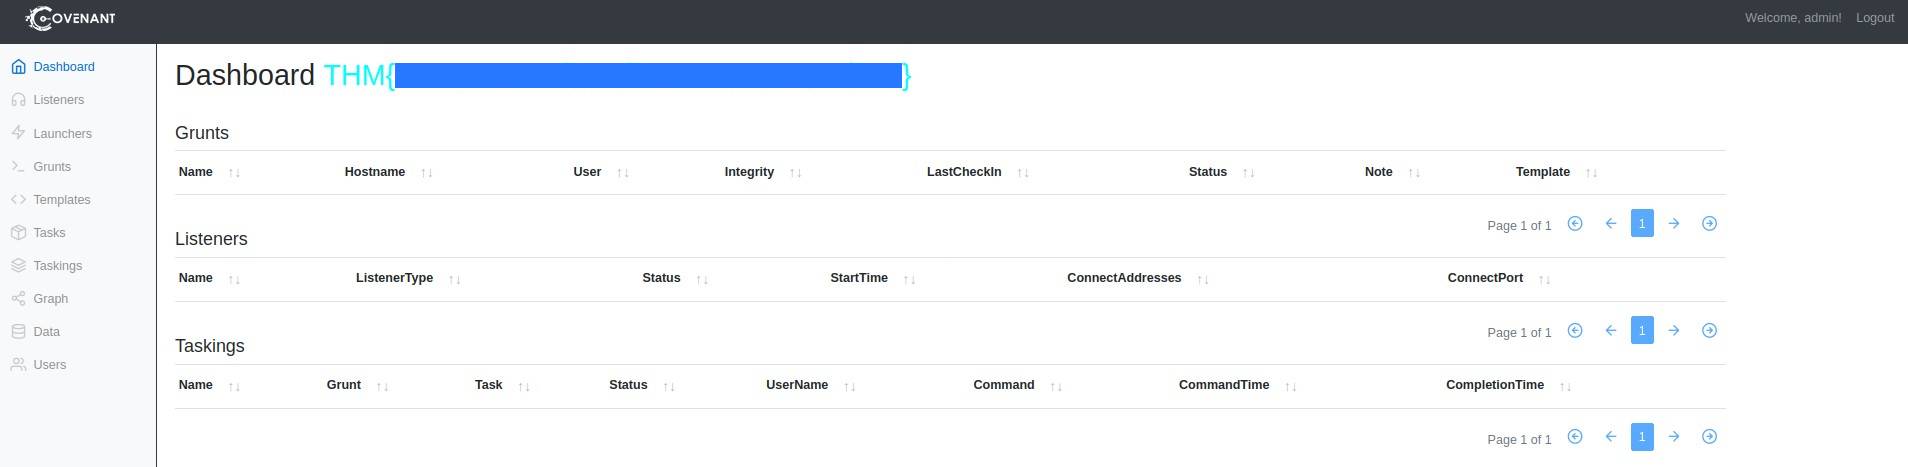 COVENANT
Welcome, admin! Logout
Dashboard
Listeners
Launchers
Grunts
Templates
Tasks
Taskings
Graph
Data
Users
Dashboard THM{ }
Grunts
Name Hostname User Integrity LastCheckIn Status Note Template
Page 1 of 1 1
Listeners
Name ListenerType Status StartTime ConnectAddresses ConnectPort
Page 1 of 1 1
Taskings
Name Grunt Task Status UserName Command CommandTime CompletionTime
Page 1 of 1 1